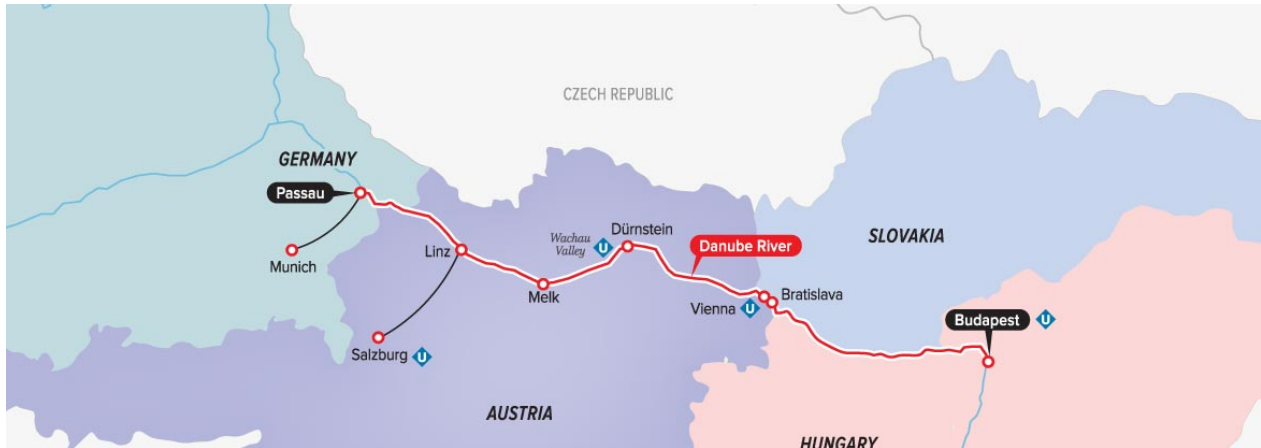 CZECH REPUBLIC
GERMANY
Passau
Munich
Linz
Salzburg
U
Melk
Wachau
Valley
U
Dürnstein
Danube River
Vienna
U
Bratislava
SLOVAKIA
Budapest
U
AUSTRIA
HUNGARY